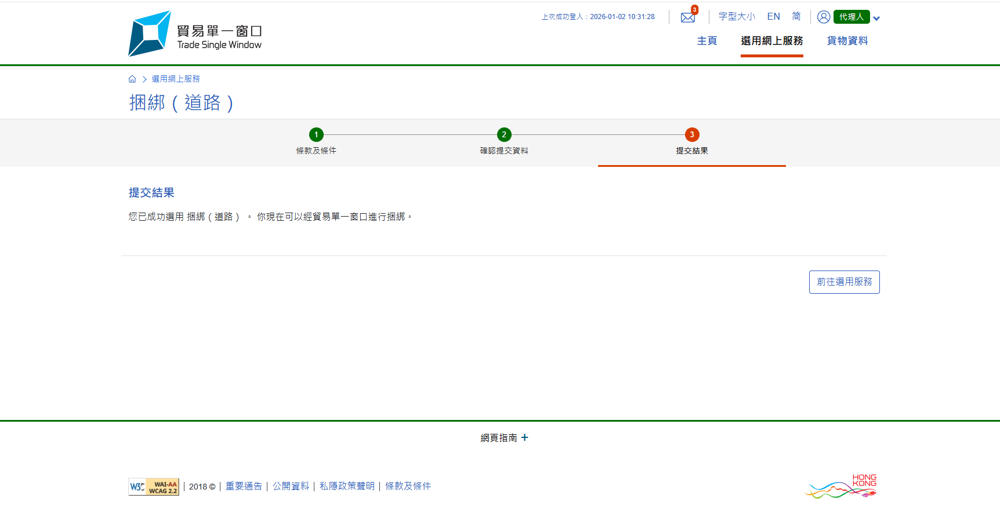 貿易單一窗口
Trade Single Window
上次成功登入：2026-01-02 10:31:28
3
字型大小
EN
简
代理人
主頁
選用網上服務
貨物資料
選用網上服務
捆綁（道路）
1
條款及條件
2
確認提交資料
3
提交結果
提交結果
您已成功選用 捆綁（道路） 。 你現在可以經貿易單一窗口進行捆綁。
前往選用服務
網頁指南 +
W3C WAI-AA WCAG 2.2 | 2018 © | 重要通告 | 公開資料 | 私隱政策聲明 | 條款及條件
HONG KONG